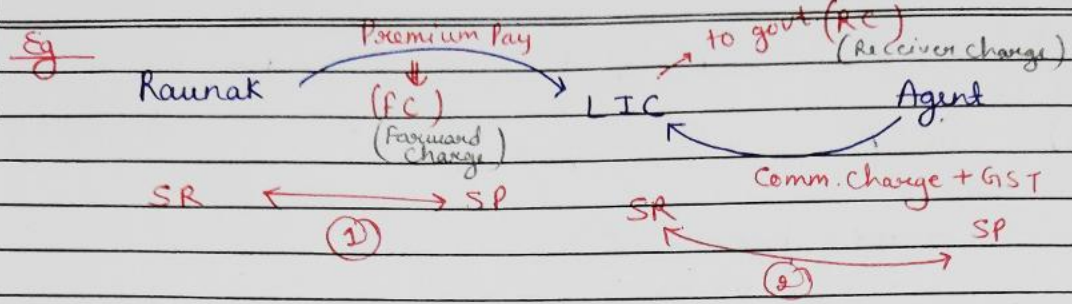 Eg
Premium Pay
to govt (RC)
(Receiver charge)
Raunak
(FC)
LIC
Agent
(Farward
Charge)
Comm. Charge + GST
SR
SP
SR
SP
①
②